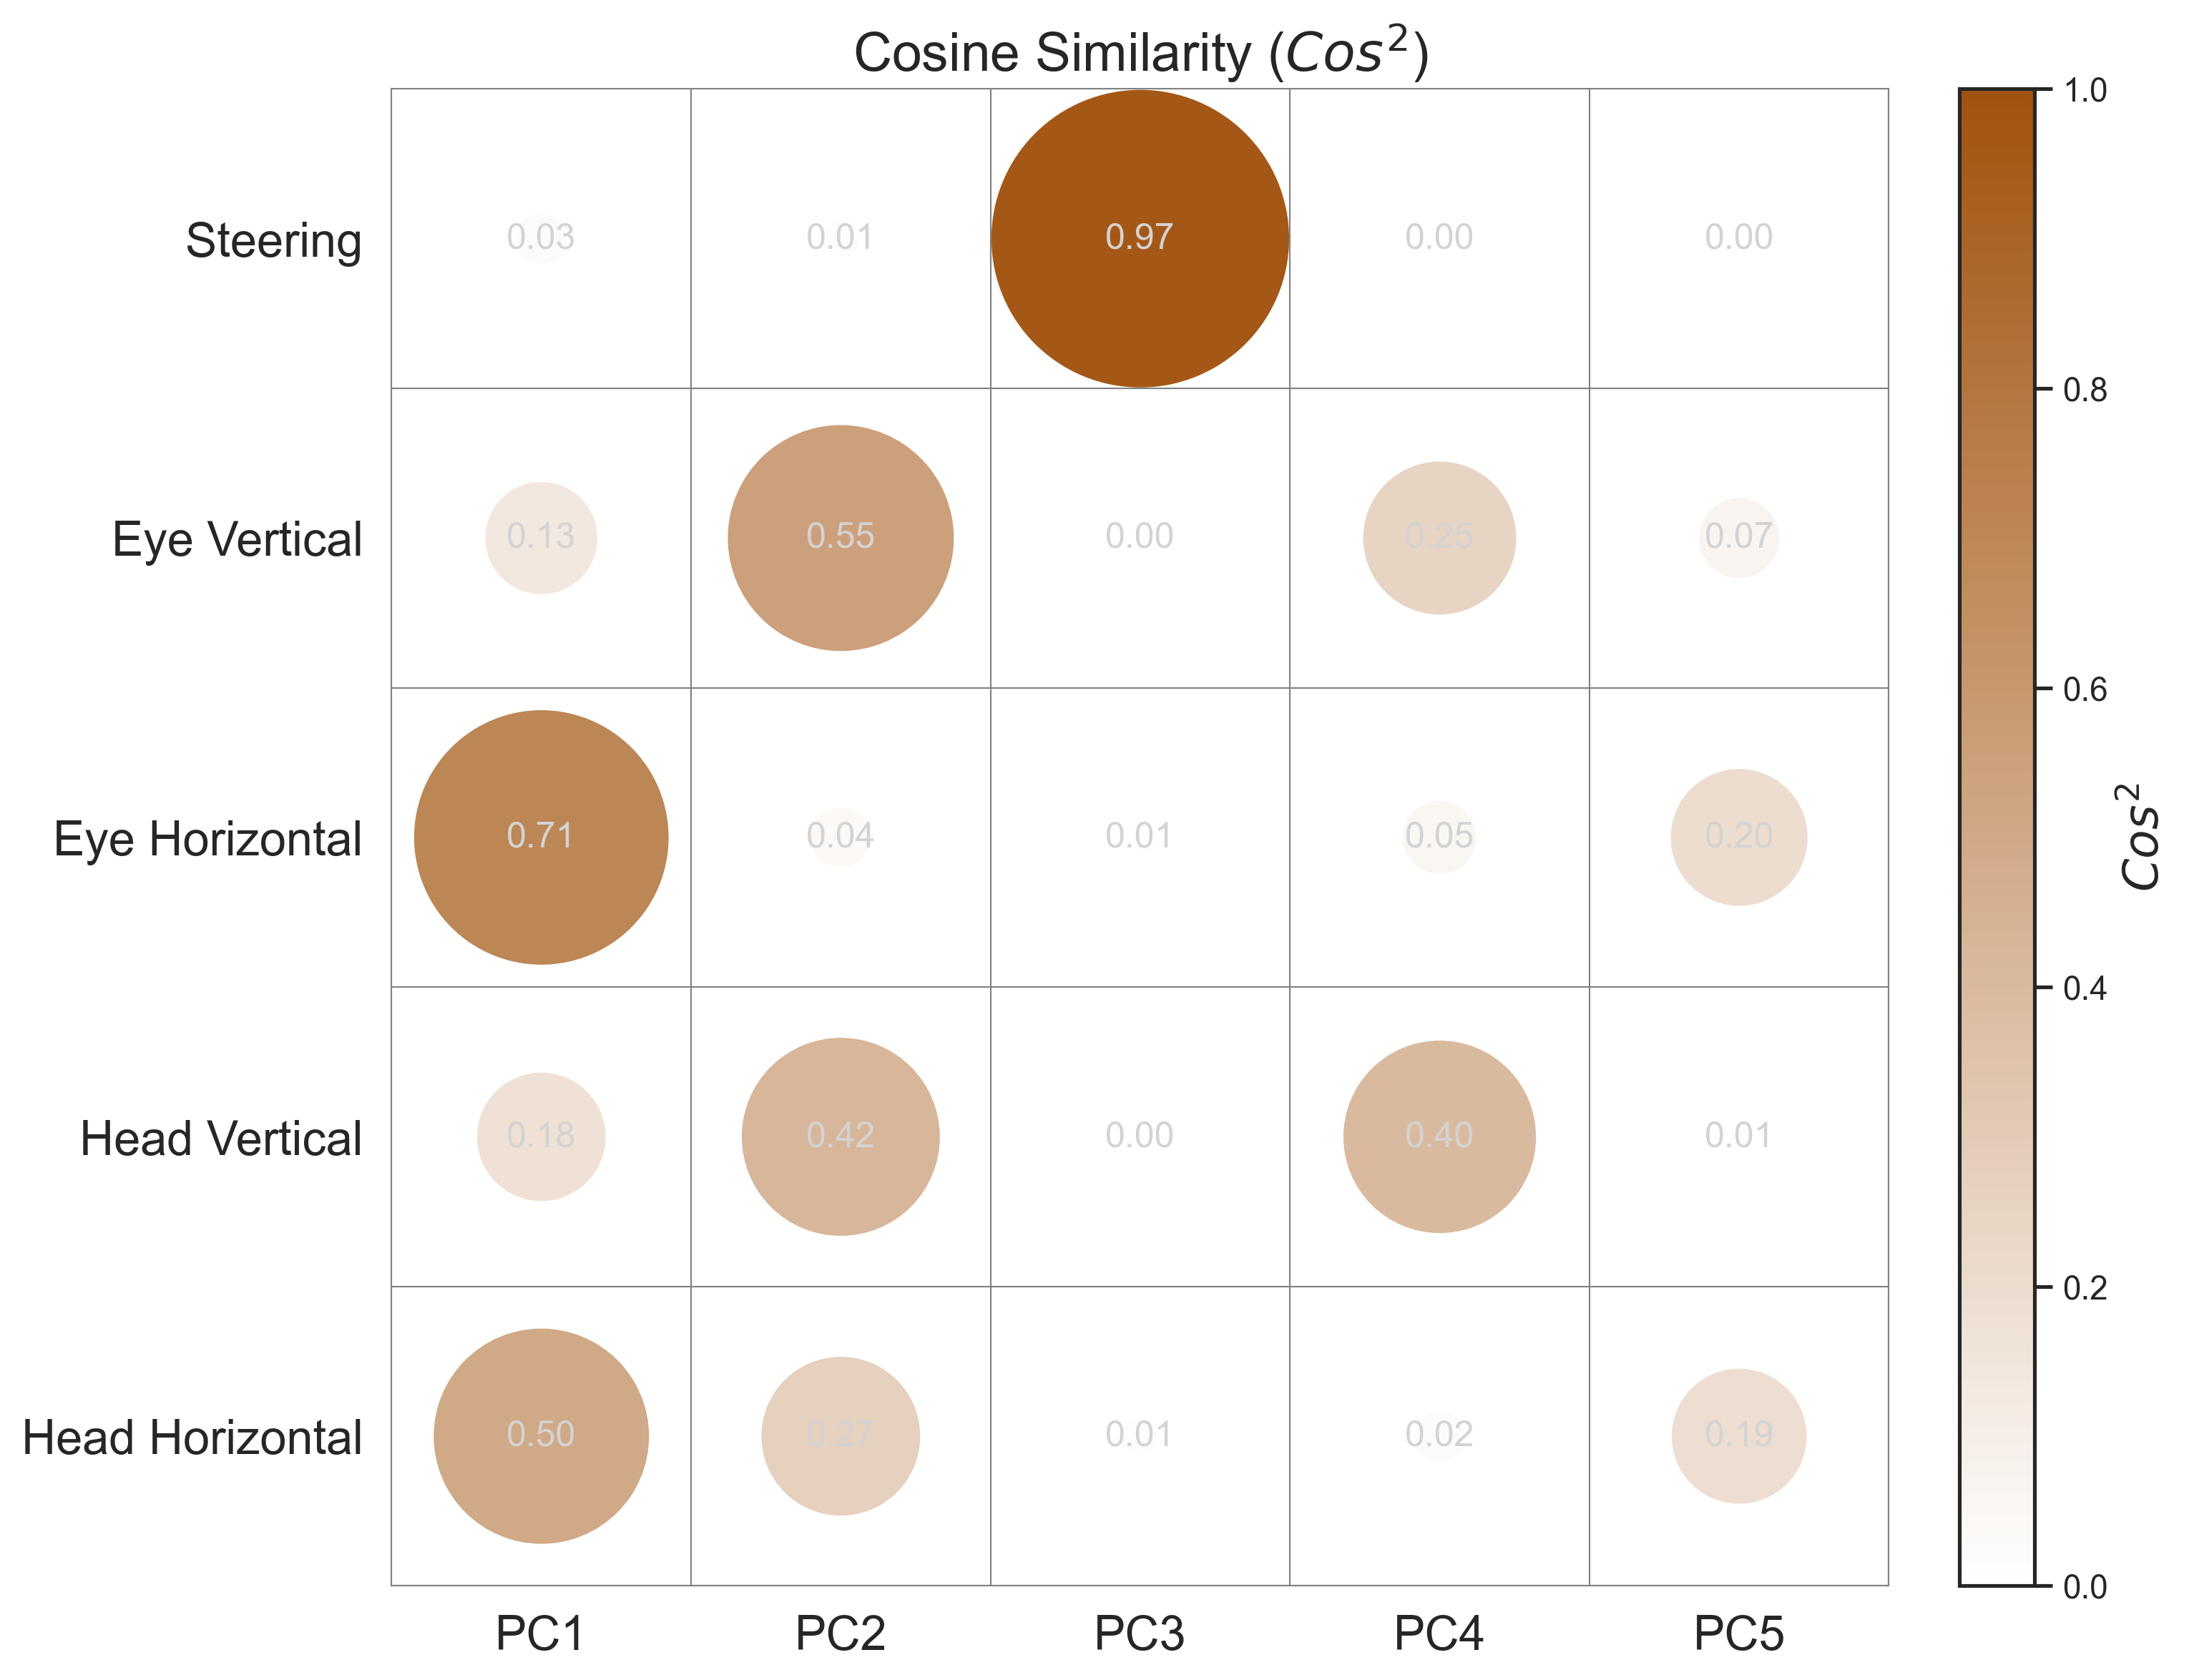 Cosine Similarity (Cos²)
Steering 0.03 0.01 0.97 0.00 0.00
Eye Vertical 0.13 0.55 0.00 0.25 0.07
Eye Horizontal 0.71 0.04 0.01 0.05 0.20
Head Vertical 0.18 0.42 0.00 0.40 0.01
Head Horizontal 0.50 0.27 0.01 0.02 0.19
PC1 PC2 PC3 PC4 PC5
1.0
0.8
0.6
0.4
0.2
0.0
Cos²